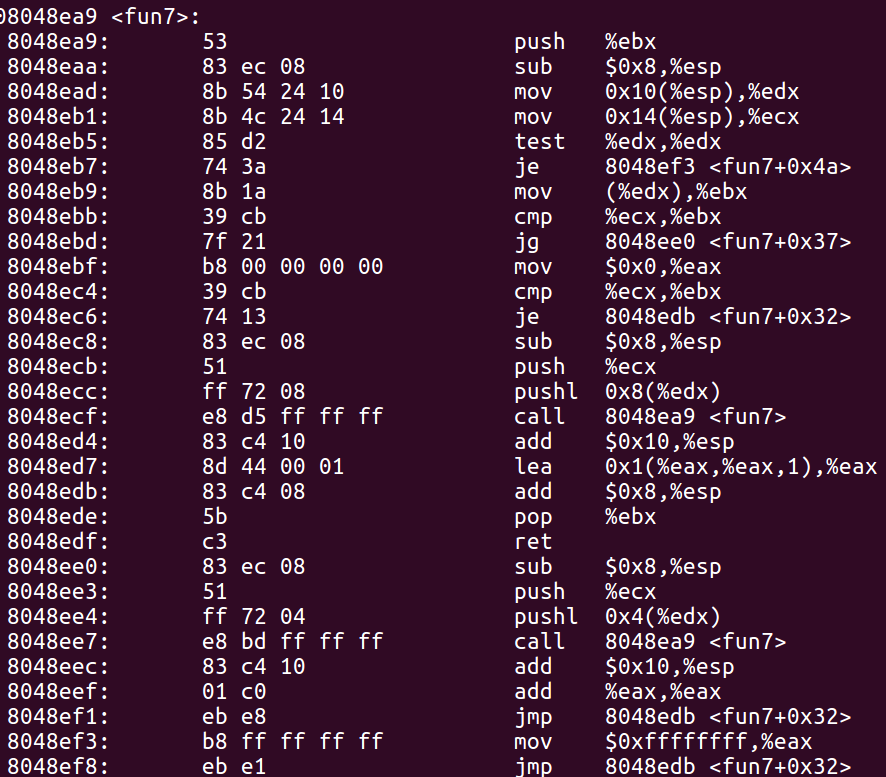 08048ea9 <fun7>:
8048ea9: 53 push %ebx
8048eaa: 83 ec 08 sub $0x8,%esp
8048ead: 8b 54 24 10 mov 0x10(%esp),%edx
8048eb1: 8b 4c 24 14 mov 0x14(%esp),%ecx
8048eb5: 85 d2 test %edx,%edx
8048eb7: 74 3a je 8048ef3 <fun7+0x4a>
8048eb9: 8b 1a mov (%edx),%ebx
8048ebb: 39 cb cmp %ecx,%ebx
8048ebd: 7f 21 jg 8048ee0 <fun7+0x37>
8048ebf: b8 00 00 00 00 mov $0x0,%eax
8048ec4: 39 cb cmp %ecx,%ebx
8048ec6: 74 13 je 8048edb <fun7+0x32>
8048ec8: 83 ec 08 sub $0x8,%esp
8048ecb: 51 push %ecx
8048ecc: ff 72 08 pushl 0x8(%edx)
8048ecf: e8 d5 ff ff ff call 8048ea9 <fun7>
8048ed4: 83 c4 10 add $0x10,%esp
8048ed7: 8d 44 00 01 lea 0x1(%eax,%eax,1),%eax
8048edb: 83 c4 08 add $0x8,%esp
8048ede: 5b pop %ebx
8048edf: c3 ret
8048ee0: 83 ec 08 sub $0x8,%esp
8048ee3: 51 push %ecx
8048ee4: ff 72 04 pushl 0x4(%edx)
8048ee7: e8 bd ff ff ff call 8048ea9 <fun7>
8048eec: 83 c4 10 add $0x10,%esp
8048eef: 01 c0 add %eax,%eax
8048ef1: eb e8 jmp 8048edb <fun7+0x32>
8048ef3: b8 ff ff ff ff mov $0xffffffff,%eax
8048ef8: eb e1 jmp 8048edb <fun7+0x32>